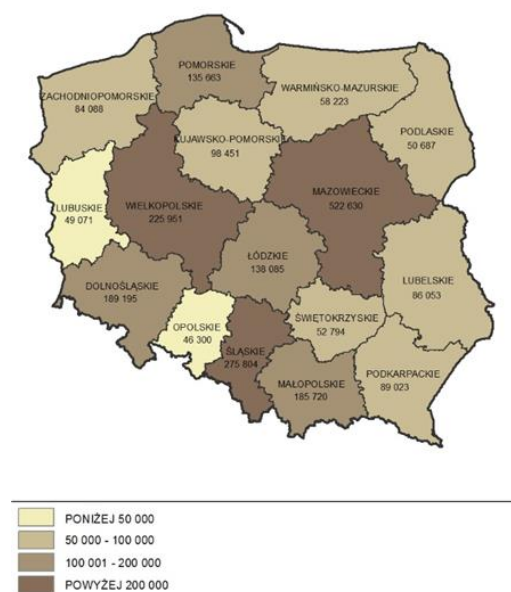 POMORSKIE
135 663
ZACHODNIOPOMORSKIE
84 088
WARMIŃSKO-MAZURSKIE
58 223
PODLASKIE
50 687
KUJAWSKO-POMORSKIE
98 451
LUBUSKIE
49 071
WIELKOPOLSKIE
225 951
MAZOWIECKIE
522 630
ŁÓDZKIE
138 085
LUBELSKIE
86 053
DOLNOŚLĄSKIE
189 195
OPOLSKIE
46 300
ŚLĄSKIE
275 804
ŚWIĘTOKRZYSKIE
52 794
MAŁOPOLSKIE
185 720
PODKARPACKIE
89 023
PONIŻEJ 50 000
50 000 - 100 000
100 001 - 200 000
POWYŻEJ 200 000